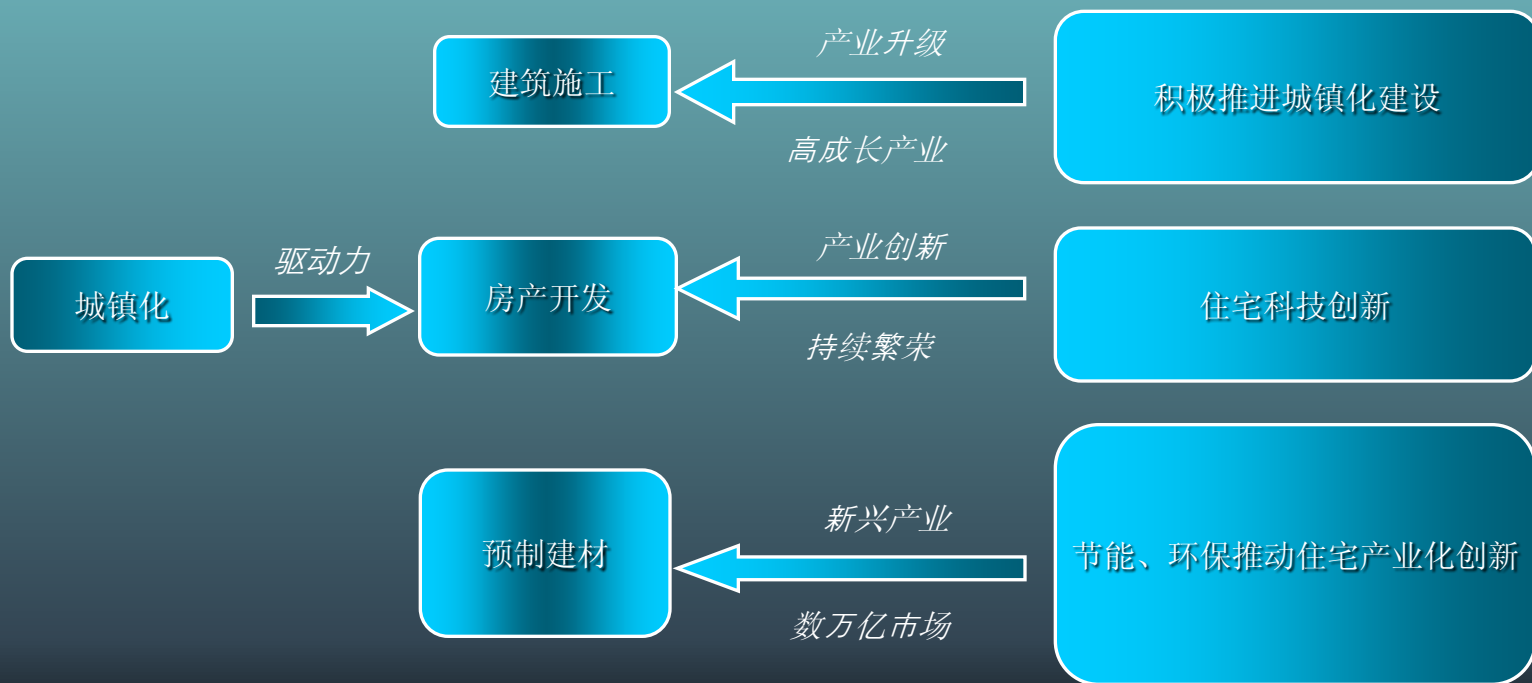 产业升级
建筑施工
积极推进城镇化建设
高成长产业
产业创新
驱动力
城镇化
房产开发
住宅科技创新
持续繁荣
新兴产业
预制建材
节能、环保推动住宅产业化创新
数万亿市场